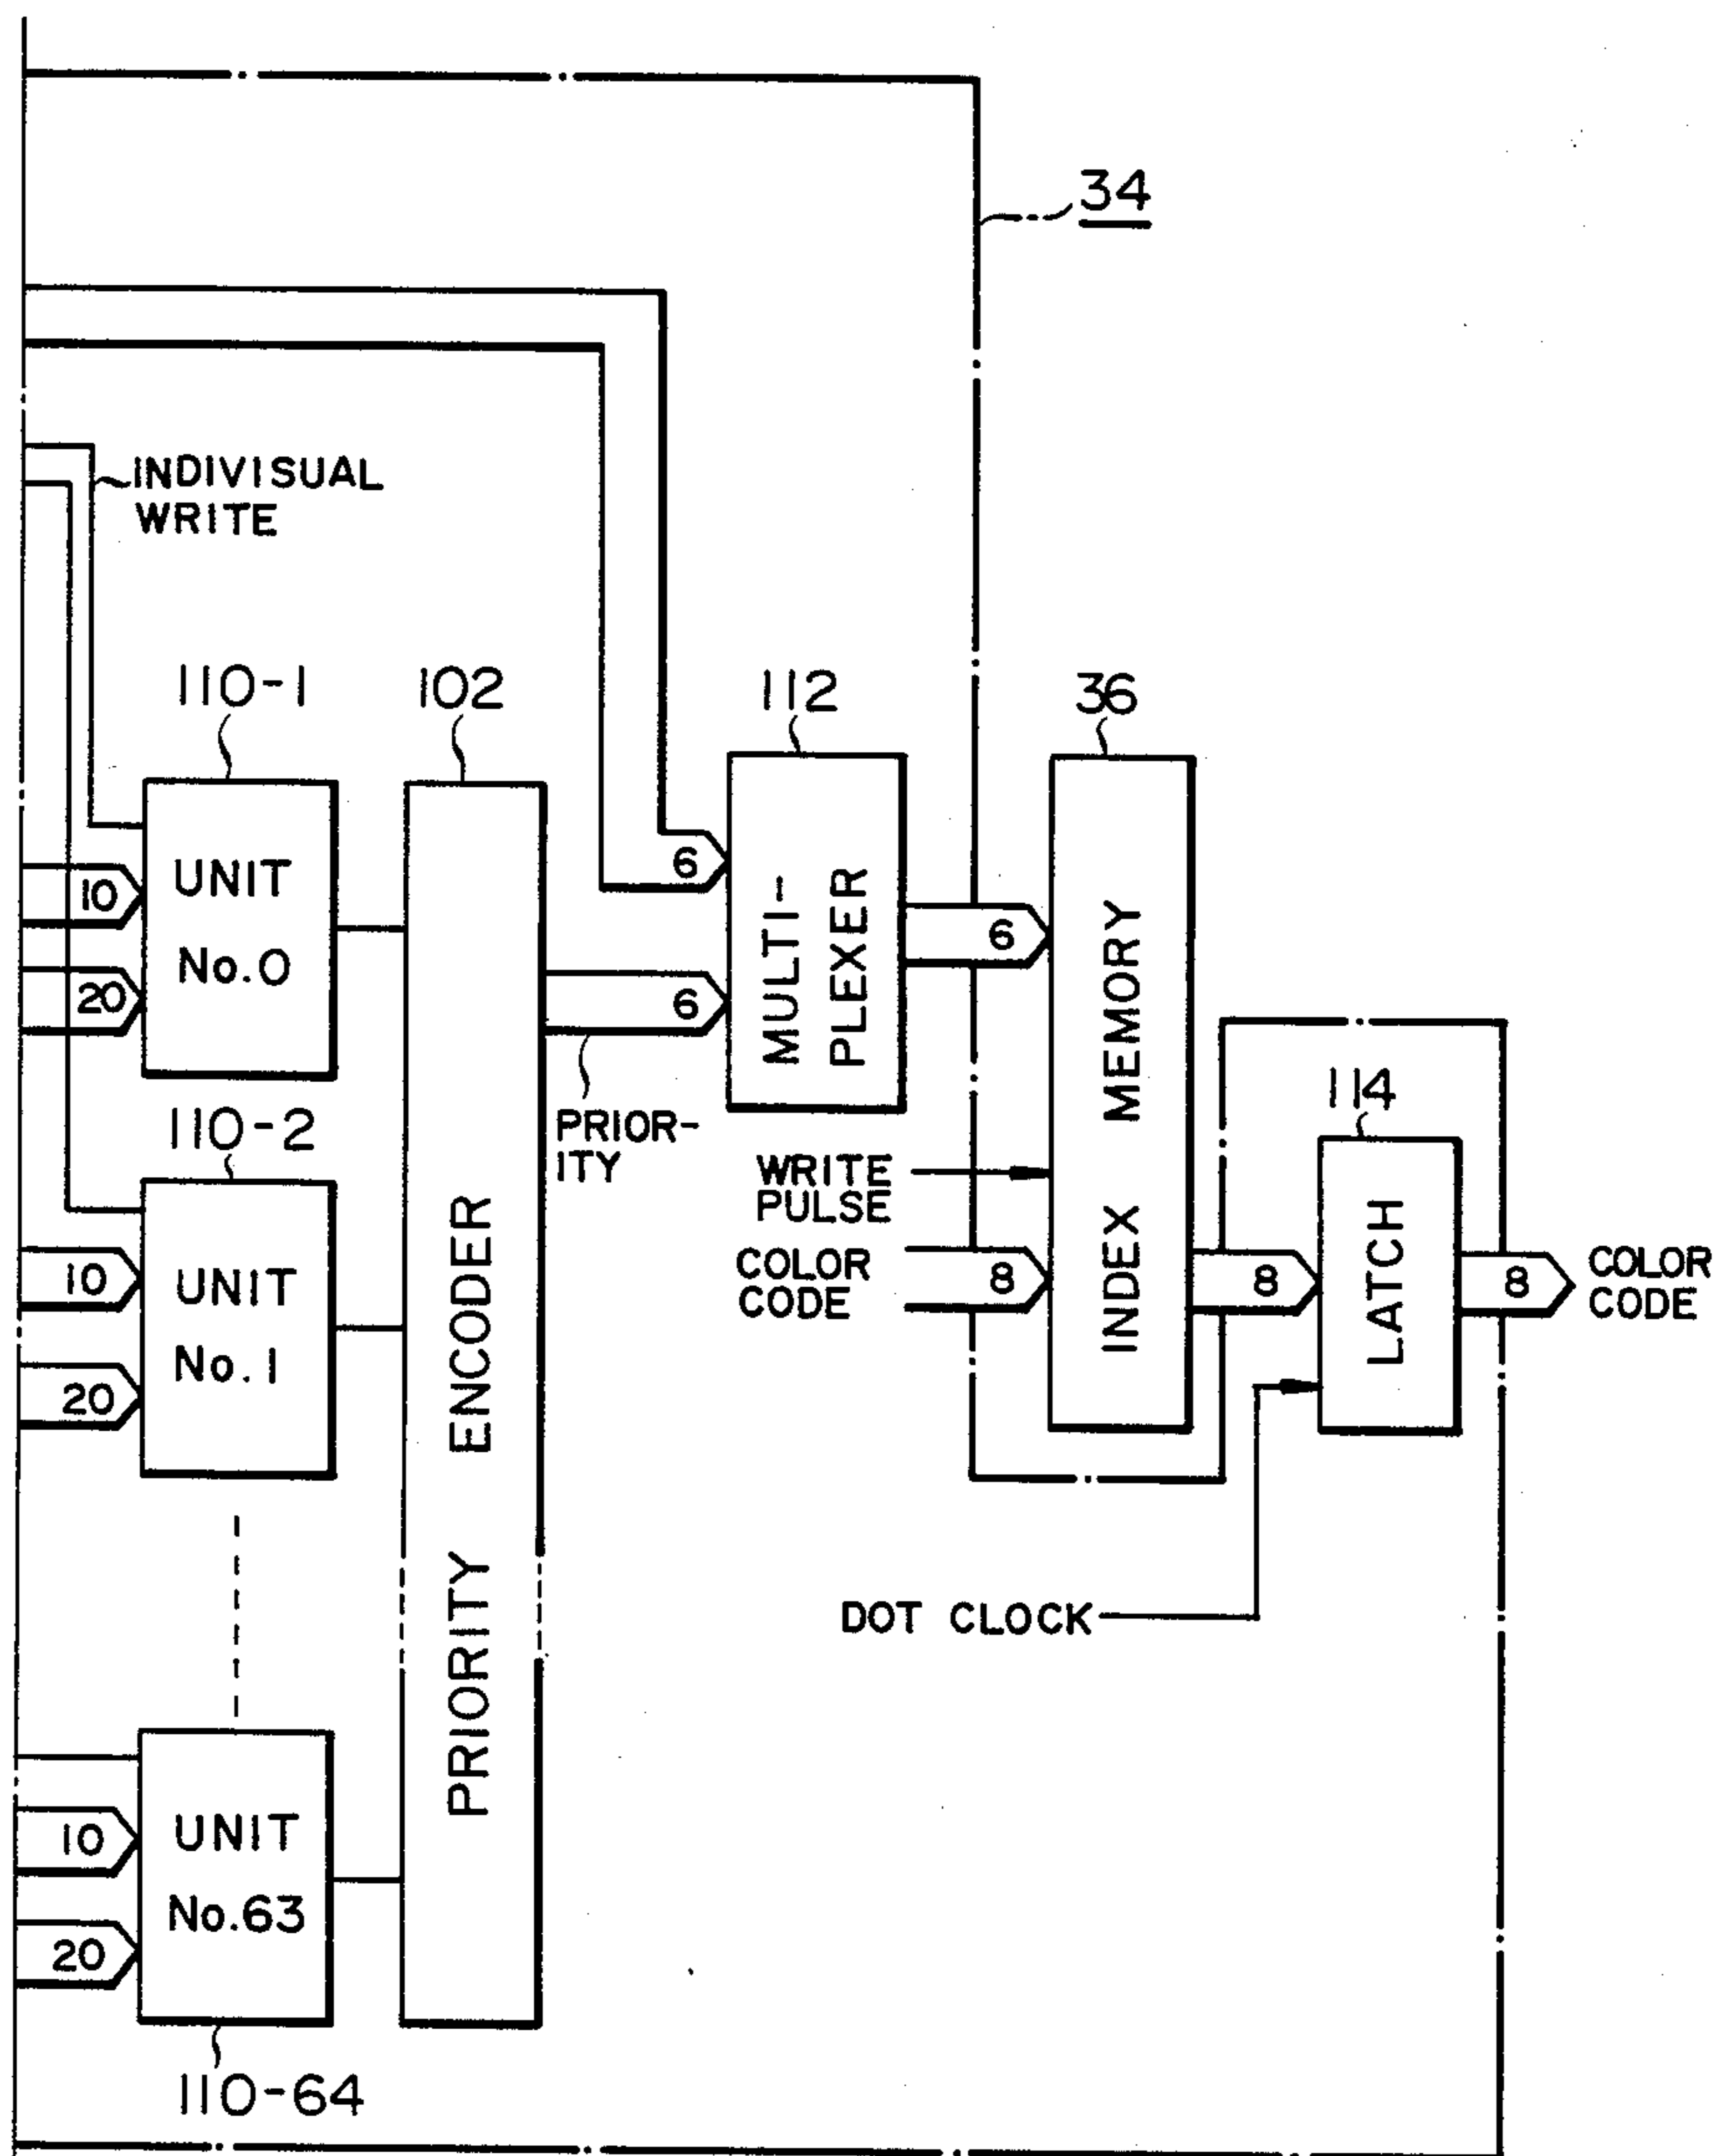 34
INDIVISUAL
WRITE
110-1
102
112
36
UNIT
No.0
10
20
6
6
MULTI-
PLEXER
6
INDEX MEMORY
110-2
PRIOR-
ITY
WRITE
PULSE
COLOR
CODE
8
8
114
LATCH
8
COLOR
CODE
10
20
UNIT
No.1
PRIORITY ENCODER
DOT CLOCK
10
20
UNIT
No.63
110-64